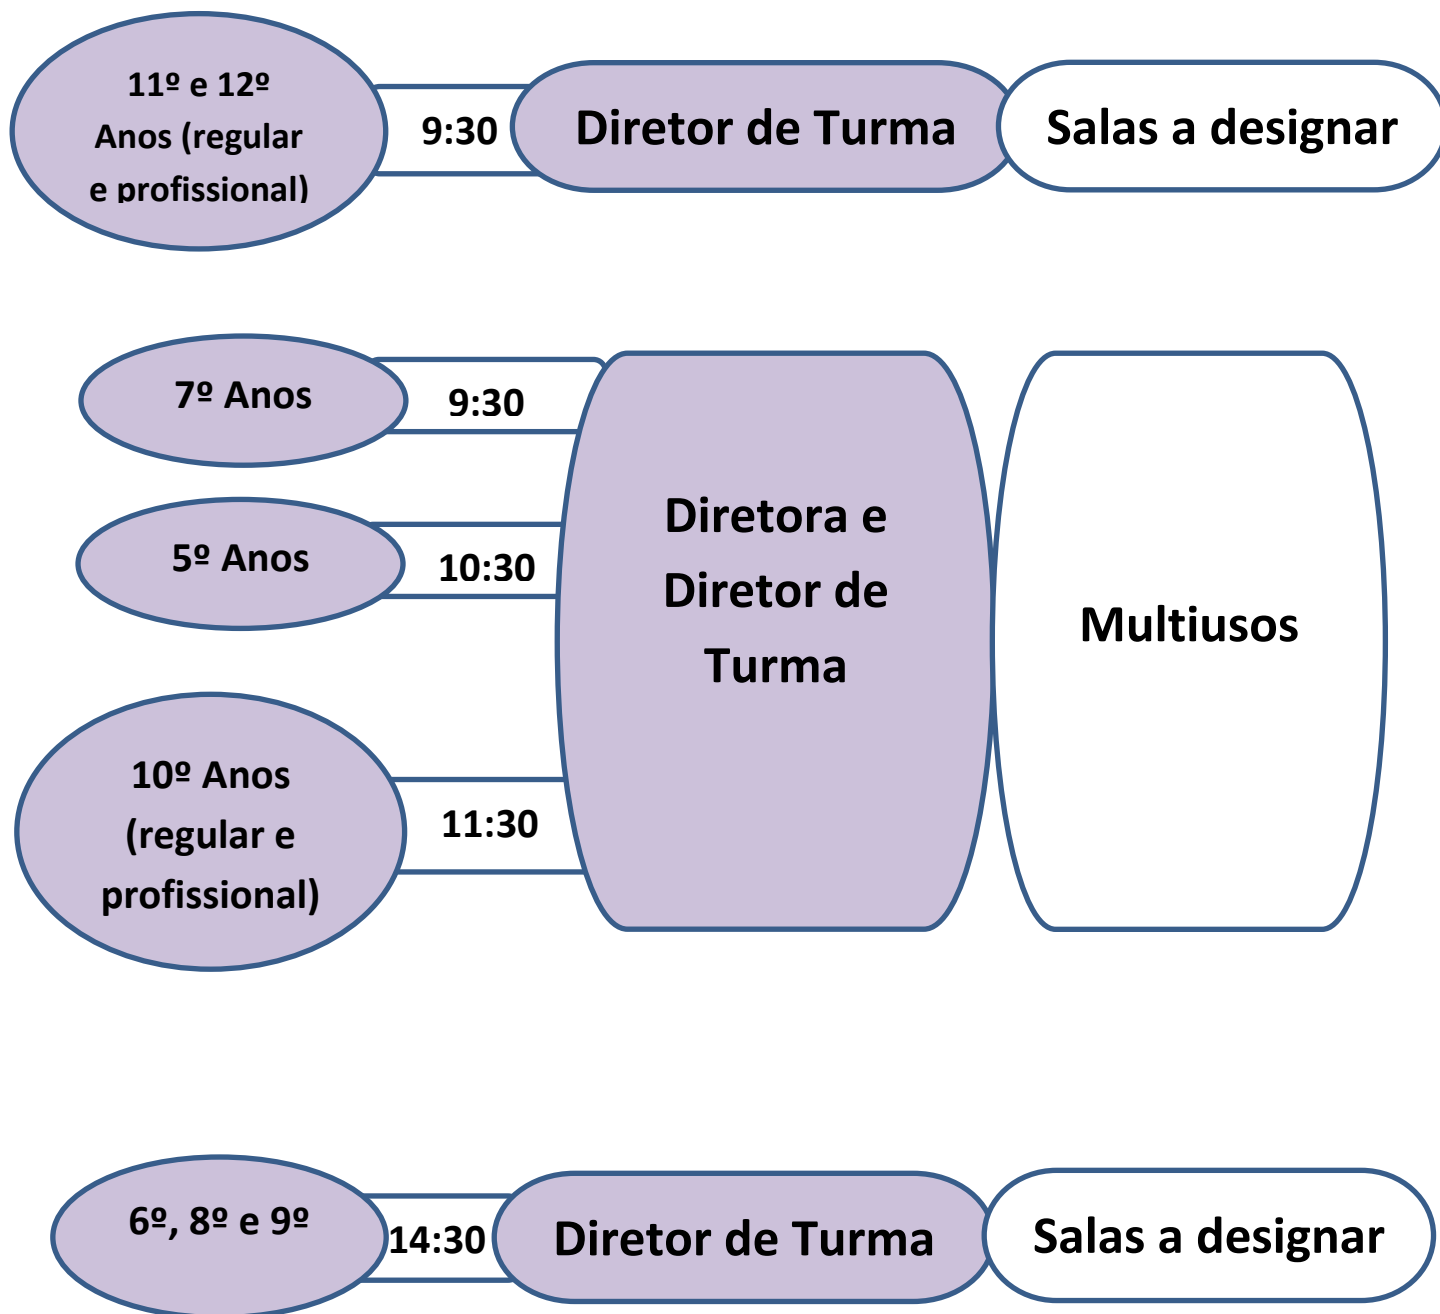 11º e 12º
Anos (regular
e profissional)
9:30
Diretor de Turma
Salas a designar
7º Anos
9:30
5º Anos
10:30
10º Anos
(regular e
profissional)
11:30
Diretora e
Diretor de
Turma
Multiusos
6º, 8º e 9º
14:30
Diretor de Turma
Salas a designar